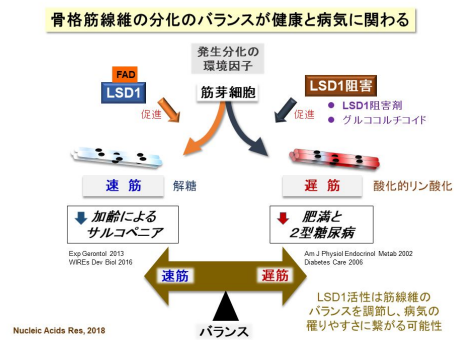 骨格筋線維の分化のバランスが健康と病気に関わる
発生分化の
環境因子
FAD
LSD1
筋芽細胞
LSD1阻害
促進
促進
● LSD1阻害剤
● グルココルチコイド
速筋
解糖
遅筋
酸化的リン酸化
加齢による
サルコペニア
肥満と
2型糖尿病
Exp Gerontol 2013
WIREs Dev Biol 2016
Am J Physiol Endocrinol Metab 2002
Diabetes Care 2006
速筋
遅筋
LSD1活性は筋線維の
バランスを調節し、病気の
罹りやすさに繋がる可能性
Nucleic Acids Res, 2018
バランス